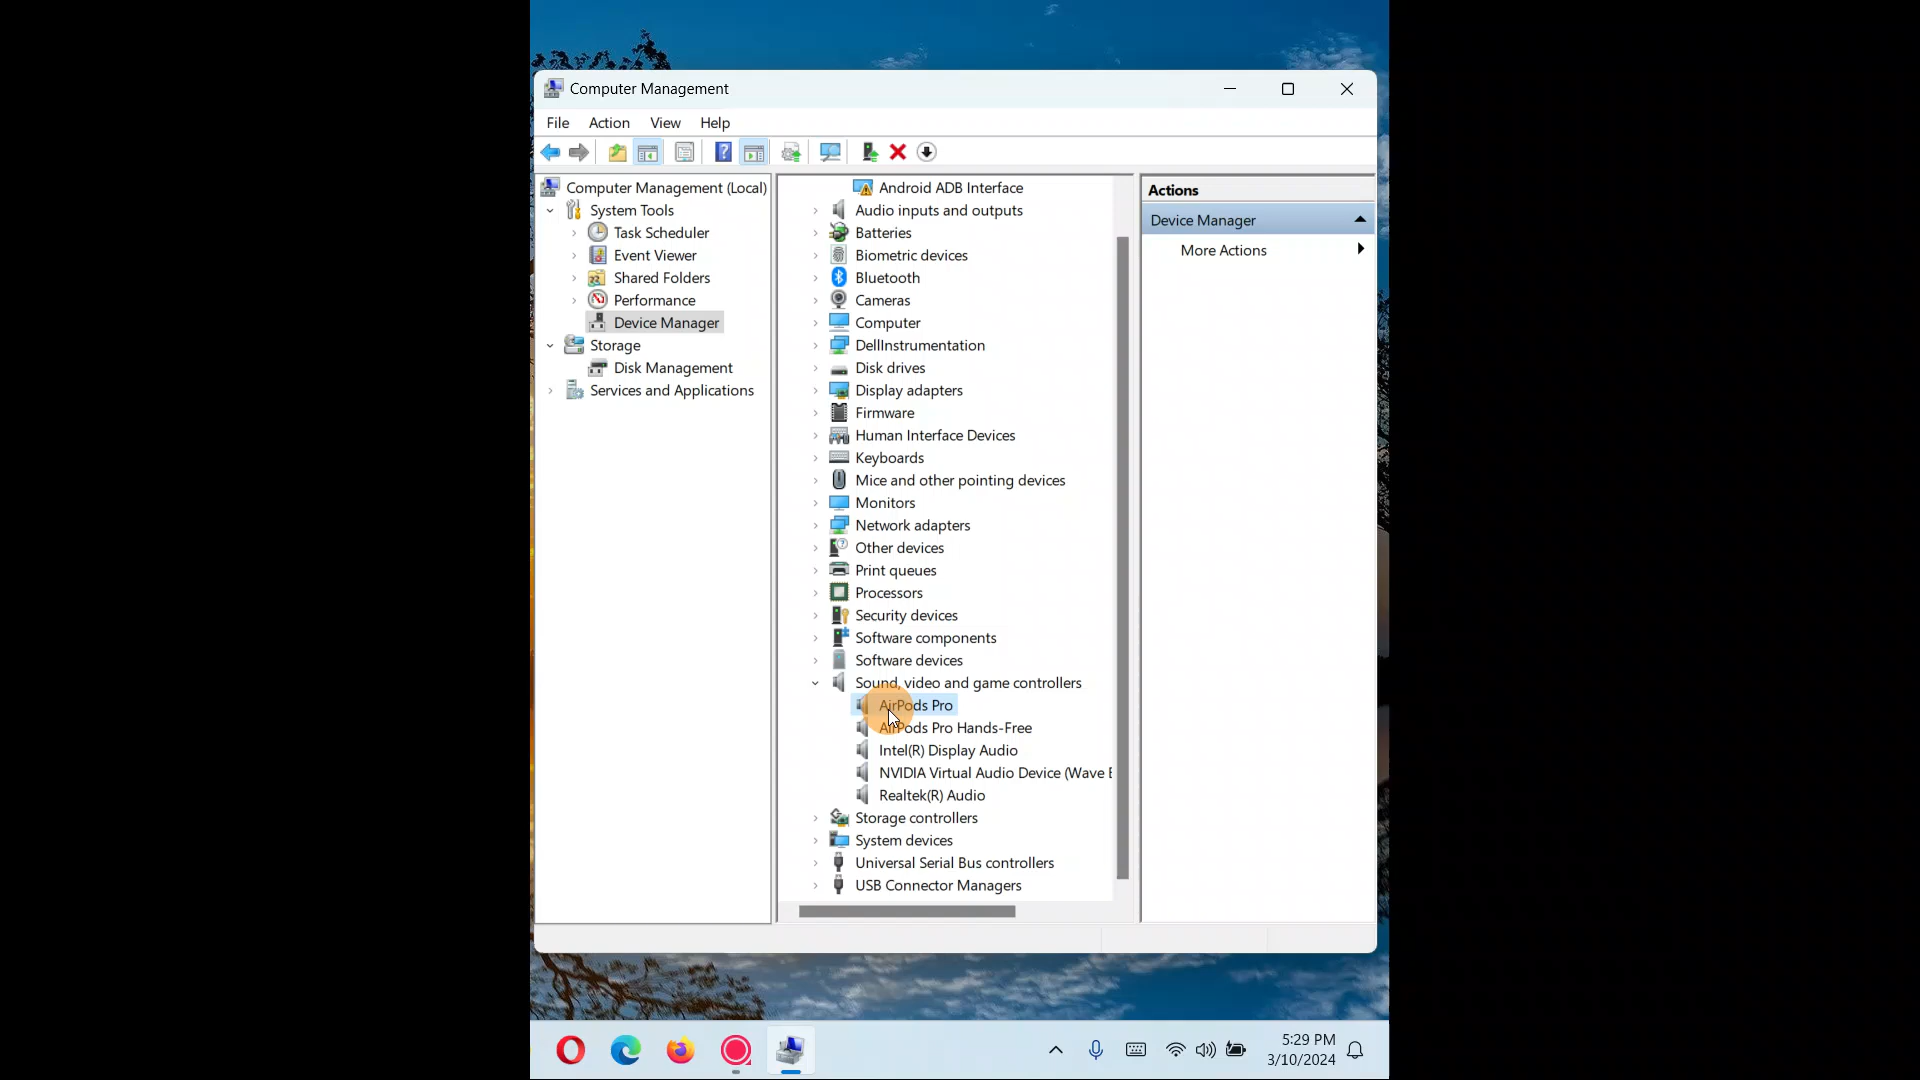 Computer Management
File Action View Help
Computer Management (Local)
System Tools
Task Scheduler
Event Viewer
Shared Folders
Performance
Device Manager
Storage
Disk Management
Services and Applications
Android ADB Interface
Audio inputs and outputs
Batteries
Biometric devices
Bluetooth
Cameras
Computer
DellInstrumentation
Disk drives
Display adapters
Firmware
Human Interface Devices
Keyboards
Mice and other pointing devices
Monitors
Network adapters
Other devices
Print queues
Processors
Security devices
Software components
Software devices
Sound, video and game controllers
AirPods Pro
AirPods Pro Hands-Free
Intel(R) Display Audio
NVIDIA Virtual Audio Device (Wave E
Realtek(R) Audio
Storage controllers
System devices
Universal Serial Bus controllers
USB Connector Managers
Actions
Device Manager
More Actions
5:29 PM
3/10/2024